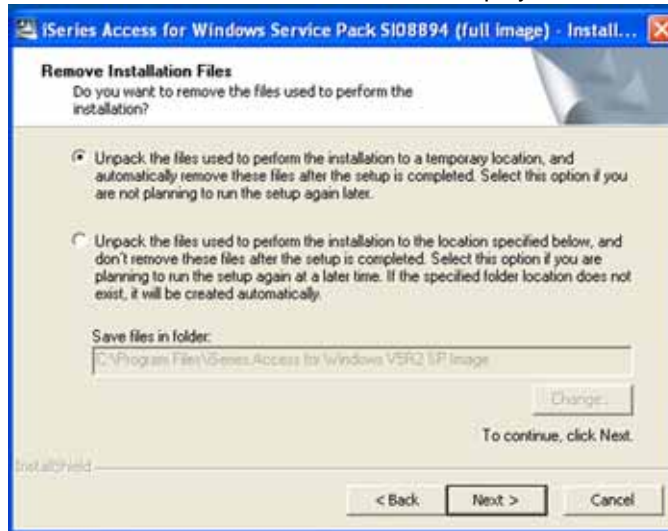 iSeries Access for Windows Service Pack SI08894 (full image) - Install...
Remove Installation Files
Do you want to remove the files used to perform the
installation?
Unpack the files used to perform the installation to a temporary location, and
automatically remove these files after the setup is completed. Select this option if you
are not planning to run the setup again later.
Unpack the files used to perform the installation to the location specified below, and
don't remove these files after the setup is completed. Select this option if you are
planning to run the setup again at a later time. If the specified folder location does not
exist, it will be created automatically.
Save files in folder:
C:\Program Files\iSeries Access for Windows V5R2 SP Image
Change...
To continue, click Next.
InstallShield
< Back Next > Cancel